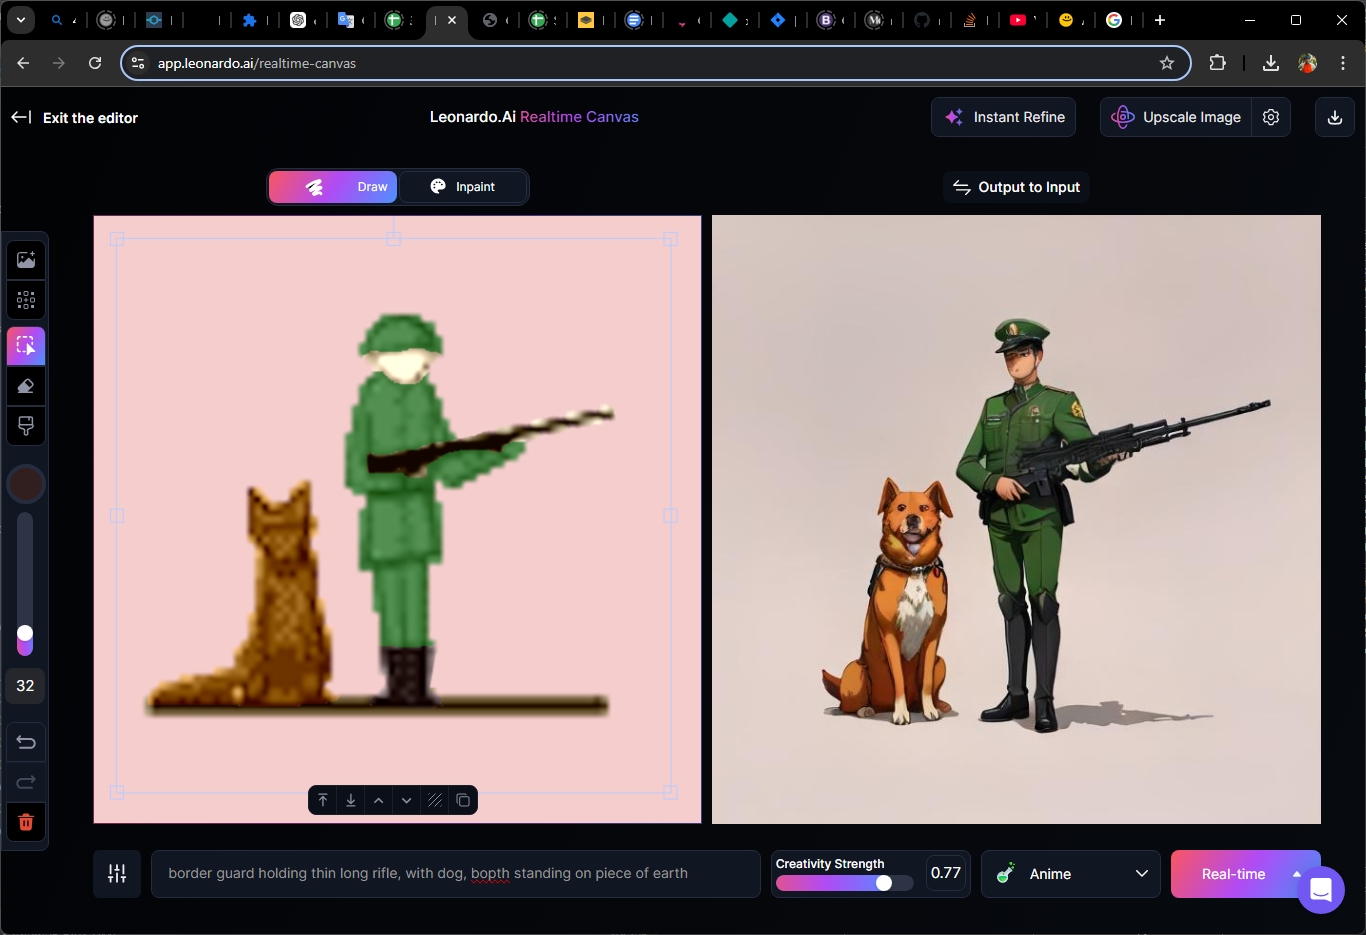 app.leonardo.ai/realtime-canvas
Exit the editor
Leonardo.Ai Realtime Canvas
Instant Refine
Upscale Image
Draw
Inpaint
Output to Input
32
border guard holding thin long rifle, with dog, bopth standing on piece of earth
Creativity Strength
0.77
Anime
Real-time